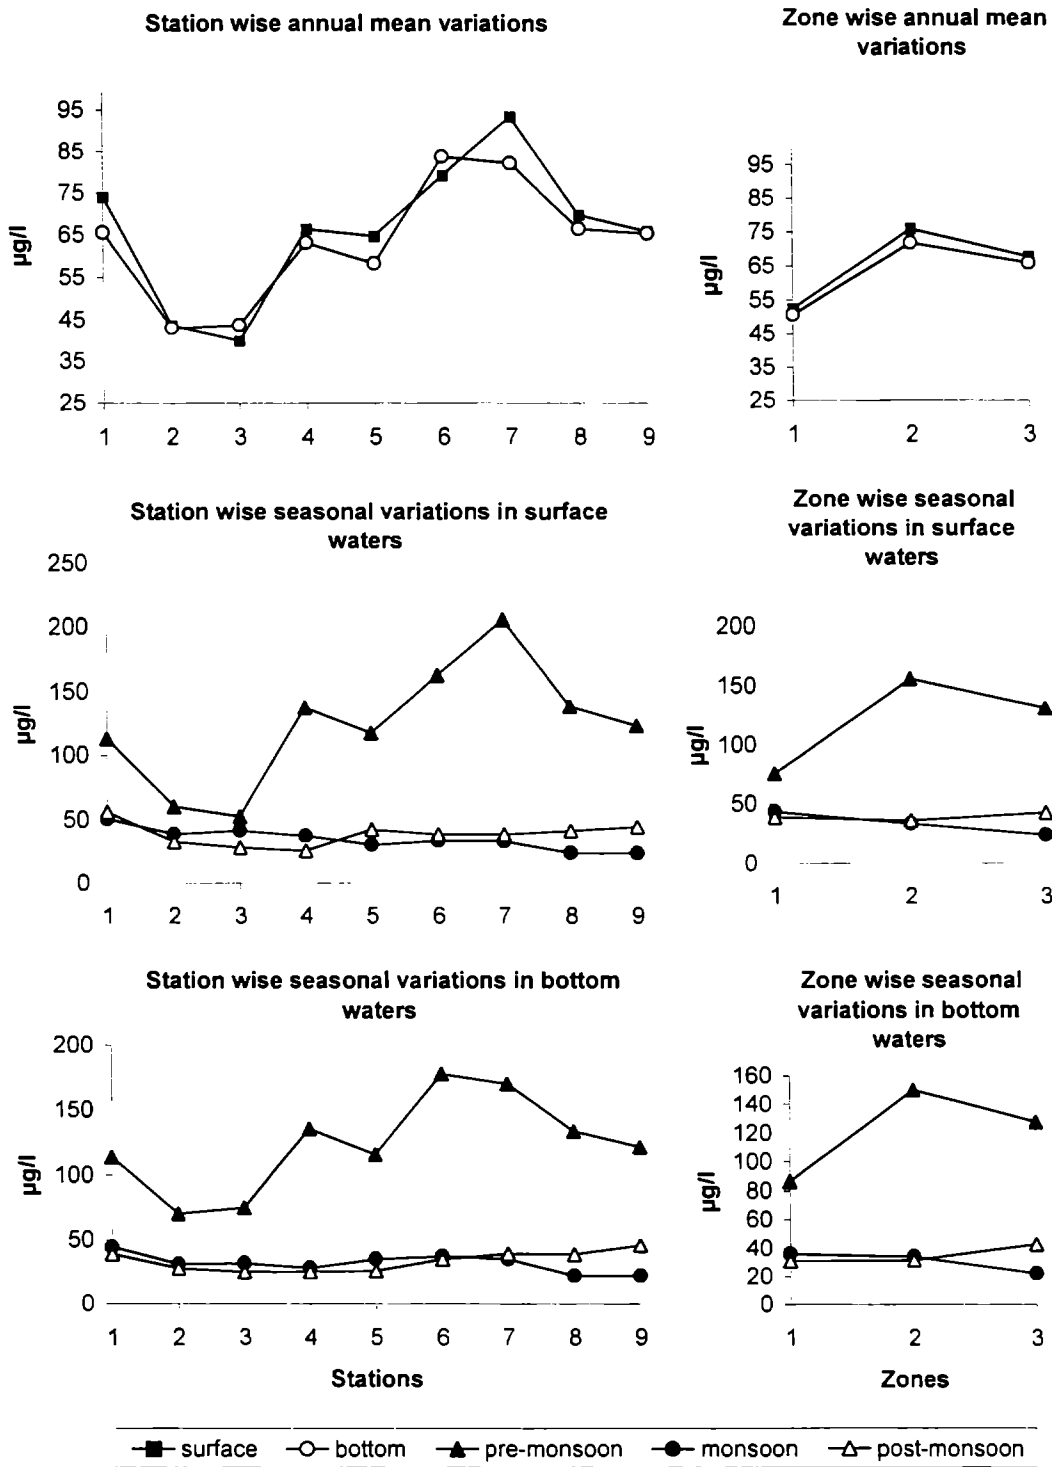 Station wise annual mean variations
95
85
75
65
55
45
35
25
µg/l
1 2 3 4 5 6 7 8 9
Zone wise annual mean
variations
95
85
75
65
55
45
35
25
µg/l
1 2 3
Station wise seasonal variations in surface
waters
250
200
150
100
50
0
µg/l
1 2 3 4 5 6 7 8 9
Zone wise seasonal
variations in surface
waters
200
150
100
50
0
µg/l
1 2 3
Station wise seasonal variations in bottom
waters
200
150
100
50
0
µg/l
1 2 3 4 5 6 7 8 9
Stations
Zone wise seasonal
variations in bottom
waters
160
140
120
100
80
60
40
20
0
µg/l
1 2 3
Zones
surface bottom pre-monsoon monsoon post-monsoon